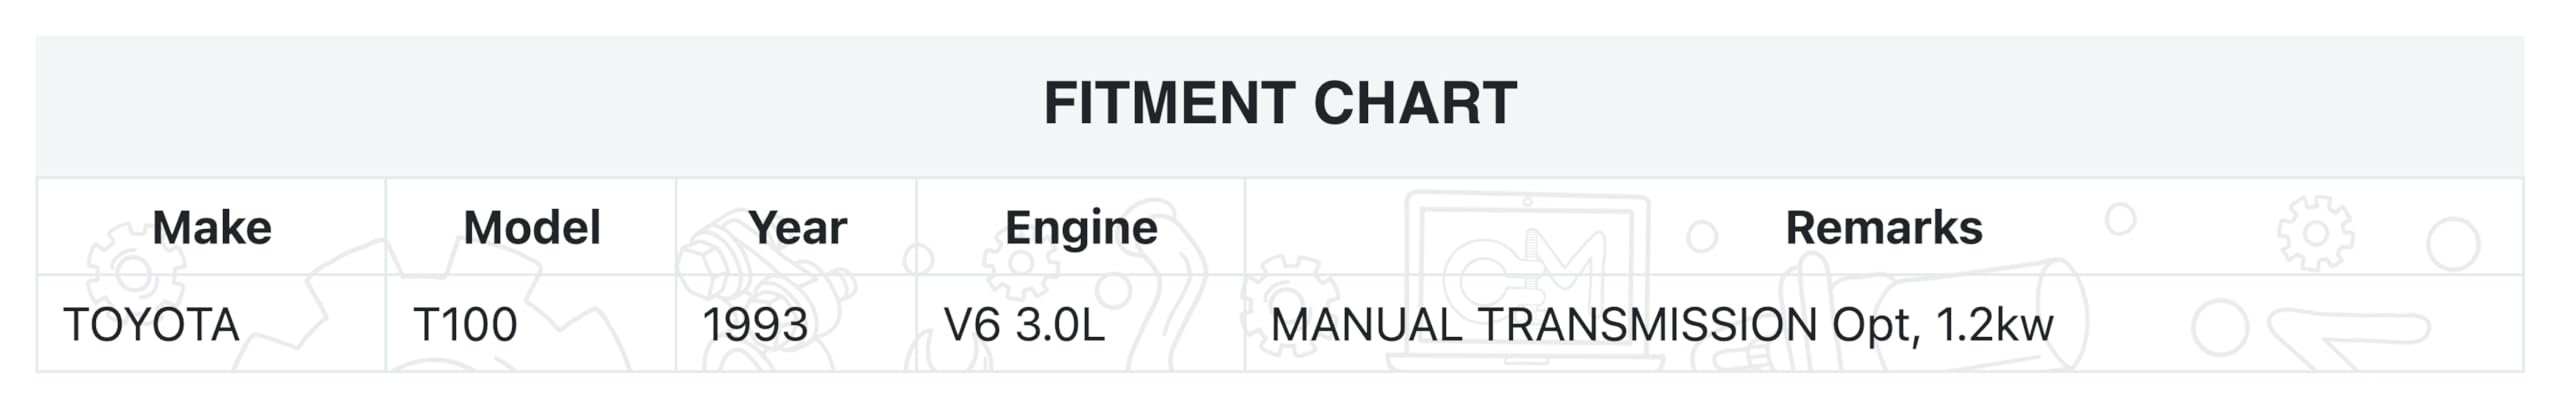 FITMENT CHART
Make Model Year Engine Remarks
TOYOTA T100 1993 V6 3.0L MANUAL TRANSMISSION Opt, 1.2kw